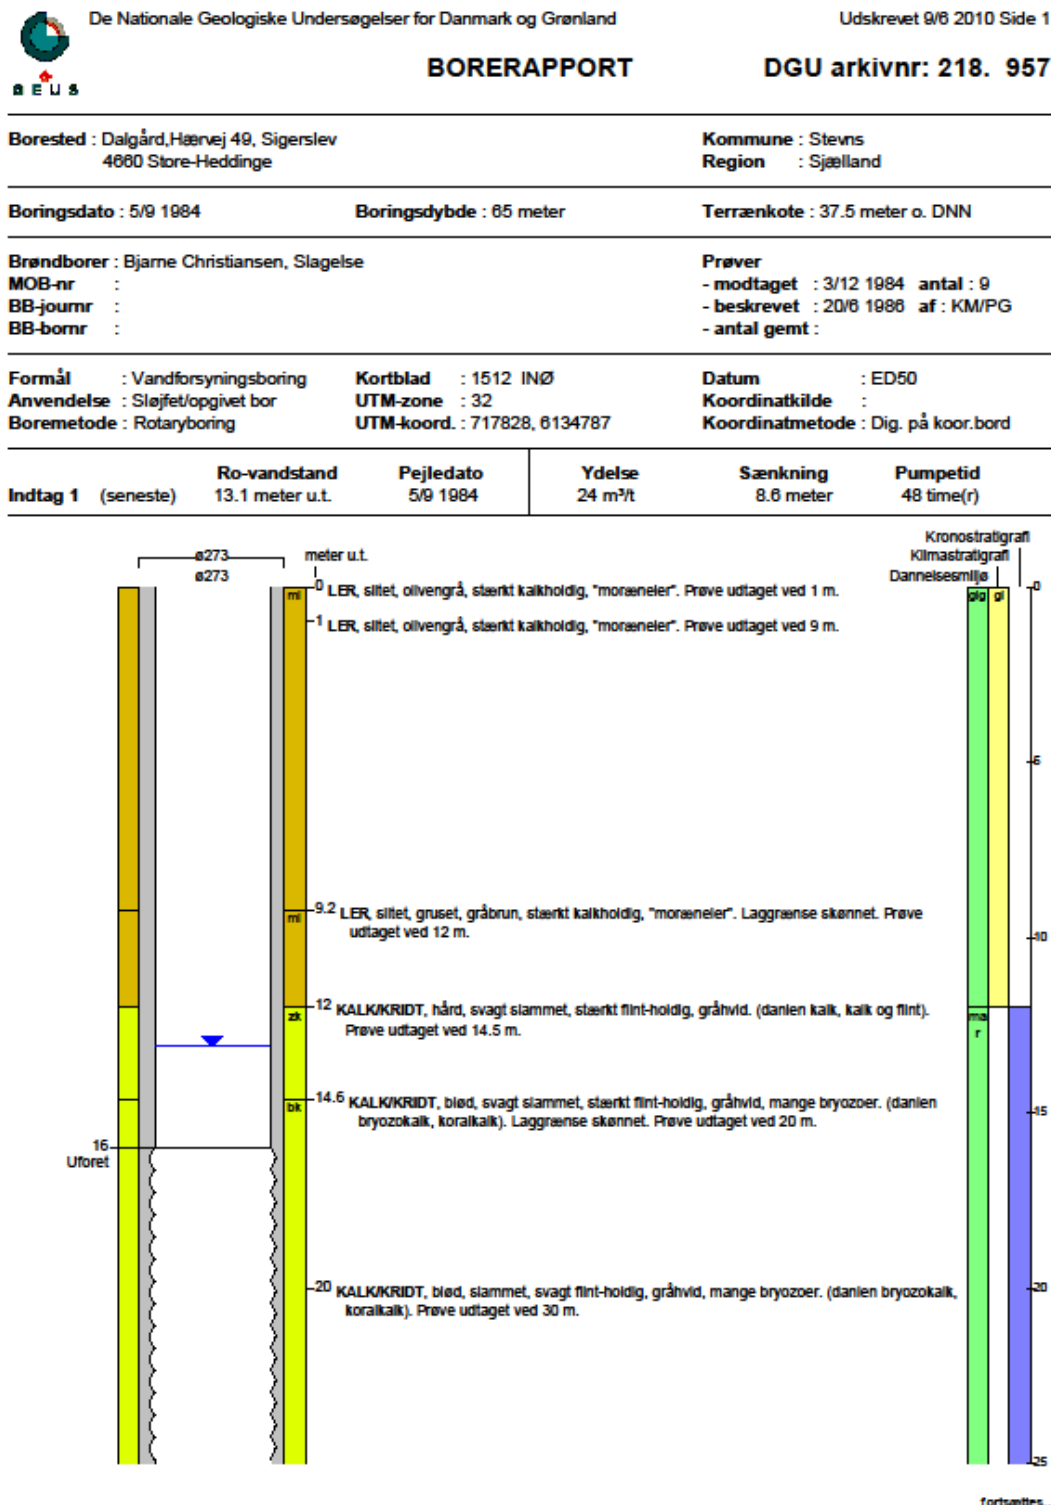 De Nationale Geologiske Undersøgelser for Danmark og Grønland
Udskrevet 9/6 2010 Side 1
GEUS
BORERAPPORT
DGU arkivnr: 218. 957
Borested : Dalgård,Hærvej 49, Sigerslev
4660 Store-Heddinge
Kommune : Stevns
Region : Sjælland
Boringsdato : 5/9 1984
Boringsdybde : 65 meter
Terrænkote : 37.5 meter o. DNN
Brøndborer : Bjarne Christiansen, Slagelse
MOB-nr :
BB-journr :
BB-bornr :
Prøver
- modtaget : 3/12 1984 antal : 9
- beskrevet : 20/6 1986 af : KM/PG
- antal gemt :
Formål : Vandforsyningsboring
Anvendelse : Sløjfet/opgivet bor
Boremetode : Rotaryboring
Kortblad : 1512 INØ
UTM-zone : 32
UTM-koord. : 717828, 6134787
Datum : ED50
Koordinatkilde :
Koordinatmetode : Dig. på koor.bord
Ro-vandstand Pejledato Ydelse Sænkning Pumpetid
Indtag 1 (seneste) 13.1 meter u.t. 5/9 1984 24 m³/t 8.6 meter 48 time(r)
Kronostratigrafi
Klimastratigrafi
Dannelsesmiljø
ø273
ø273
meter u.t.
ml
0 LER, siltet, olivengrå, stærkt kalkholdig, "moræneler". Prøve udtaget ved 1 m.
glg gl
0
1 LER, siltet, olivengrå, stærkt kalkholdig, "moræneler". Prøve udtaget ved 9 m.
5
ml
9.2 LER, siltet, gruset, gråbrun, stærkt kalkholdig, "moræneler". Laggrænse skønnet. Prøve
udtaget ved 12 m.
10
zk
12 KALK/KRIDT, hård, svagt slammet, stærkt flint-holdig, gråhvid. (danien kalk, kalk og flint).
Prøve udtaget ved 14.5 m.
ma
r
bk
14.6 KALK/KRIDT, blød, svagt slammet, stærkt flint-holdig, gråhvid, mange bryozoer. (danien
bryozokalk, koralkalk). Laggrænse skønnet. Prøve udtaget ved 20 m.
15
16
Uforet
20 KALK/KRIDT, blød, slammet, svagt flint-holdig, gråhvid, mange bryozoer. (danien bryozokalk,
koralkalk). Prøve udtaget ved 30 m.
20
25
fortsættes..